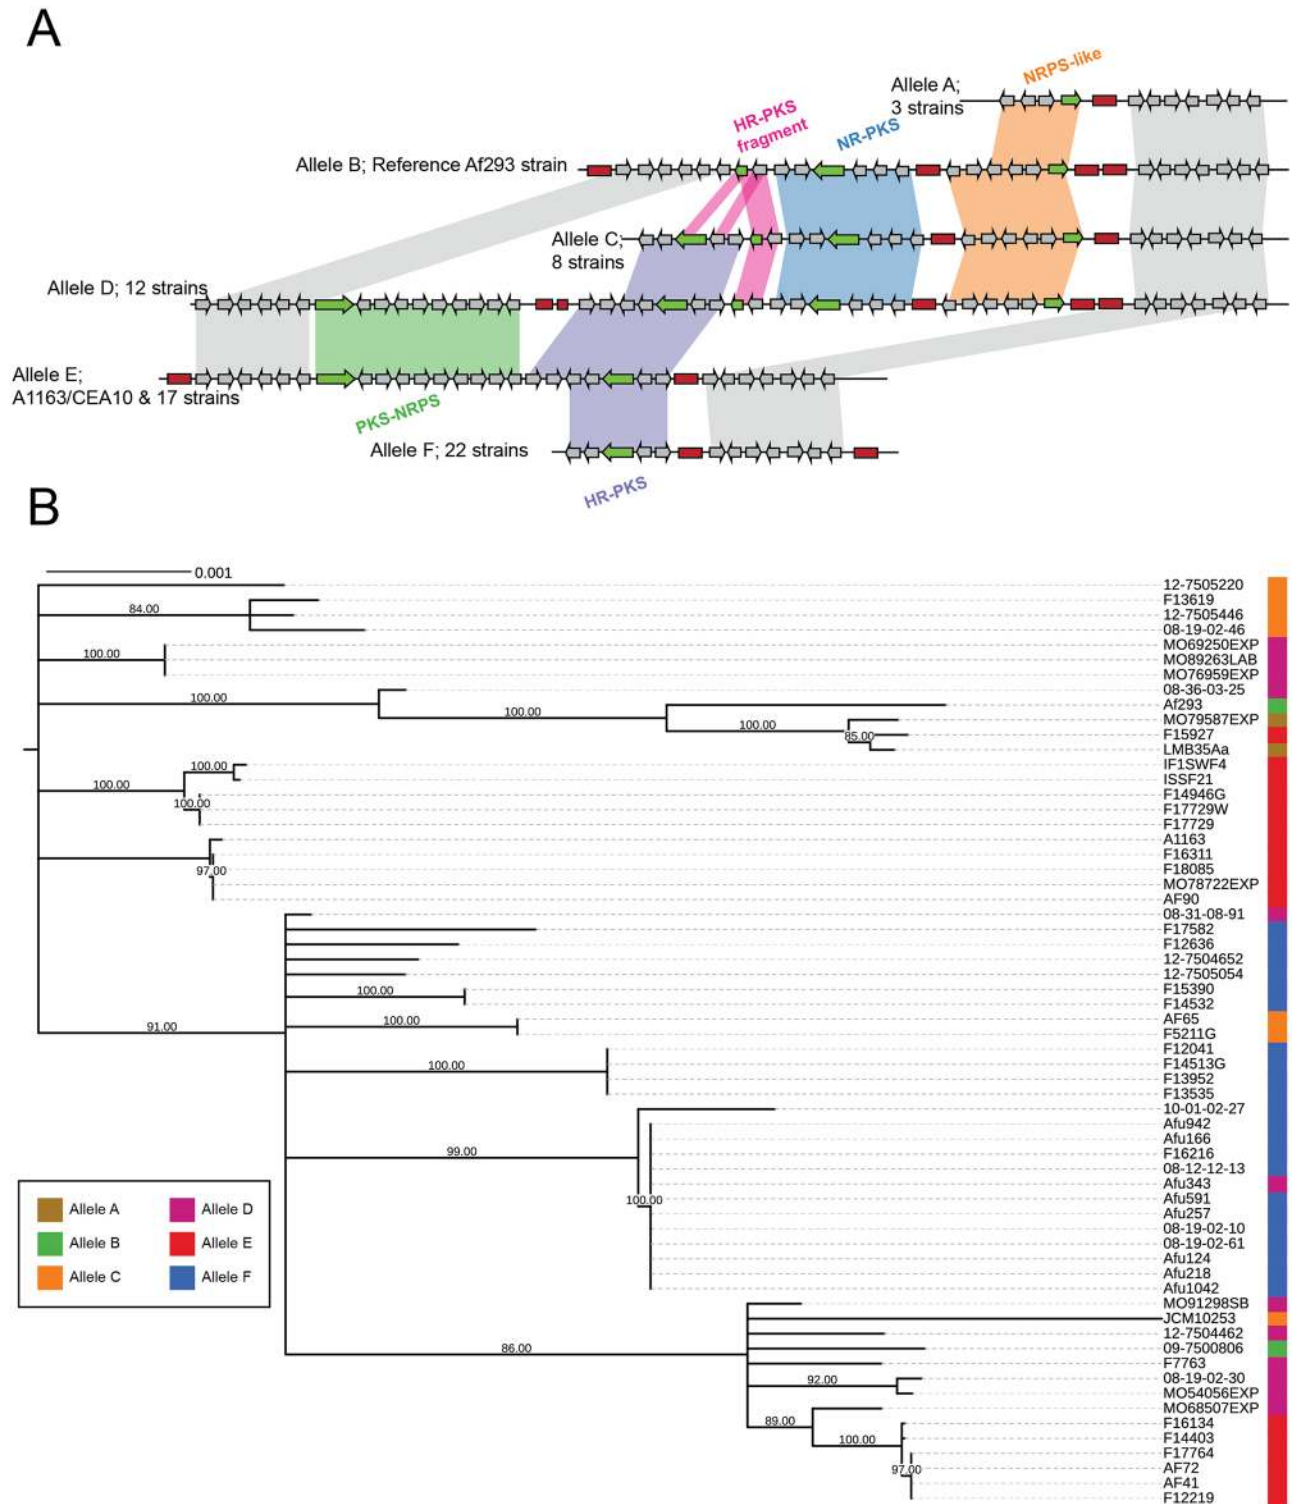 A
NRPS-like
Allele A;
3 strains
HR-PKS
fragment
NR-PKS
Allele B; Reference Af293 strain
Allele C;
8 strains
Allele D; 12 strains
Allele E;
A1163/CEA10 & 17 strains
PKS-NRPS
Allele F; 22 strains
HR-PKS
B
0.001
12-7505220
F13619
84.00
12-7505446
08-19-02-46
MO69250EXP
100.00
MO89263LAB
MO76959EXP
08-36-03-25
100.00
Af293
100.00
MO79587EXP
100.00
F15927
85.00
LMB35Aa
IF1SWF4
100.00
ISSF21
100.00
F14946G
100.00
F17729W
F17729
A1163
F16311
F18085
97.00
MO78722EXP
AF90
08-31-08-91
F17582
F12636
12-7504652
12-7505054
F15390
100.00
F14532
AF65
100.00
F5211G
91.00
F12041
F14513G
100.00
F13952
F13535
10-01-02-27
Afu942
Afu166
F16216
99.00
08-12-12-13
Afu343
Afu591
100.00
Afu257
08-19-02-10
08-19-02-61
Afu124
Afu218
Afu1042
MO91298SB
JCM10253
12-7504462
09-7500806
86.00
F7763
08-19-02-30
92.00
MO54056EXP
MO68507EXP
F16134
89.00
F14403
100.00
F17764
AF72
97.00
AF41
F12219
Allele A
Allele D
Allele B
Allele E
Allele C
Allele F